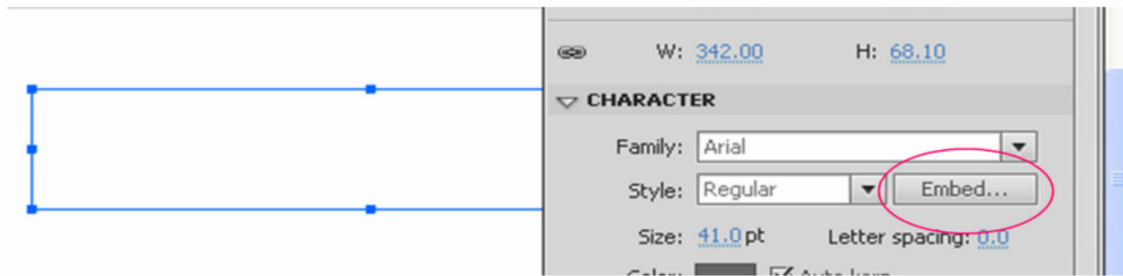 W: 342.00 H: 68.10
CHARACTER
Family: Arial
Style: Regular Embed...
Size: 41.0 pt Letter spacing: 0.0
Color: Auto kern